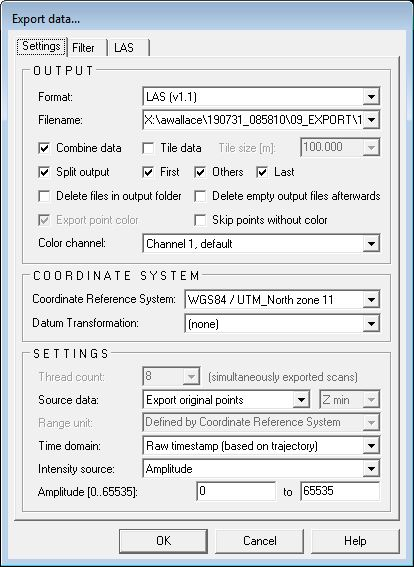 Export data...
Settings Filter LAS
OUTPUT
Format: LAS (v1.1)
Filename: X:\awallace\190731_085810\09_EXPORT\1
Combine data Tile data Tile size [m]: 100.000
Split output First Others Last
Delete files in output folder Delete empty output files afterwards
Export point color Skip points without color
Color channel: Channel 1, default
COORDINATE SYSTEM
Coordinate Reference System: WGS84 / UTM_North zone 11
Datum Transformation: (none)
SETTINGS
Thread count: 8 (simultaneously exported scans)
Source data: Export original points Z min
Range unit: Defined by Coordinate Reference System
Time domain: Raw timestamp (based on trajectory)
Intensity source: Amplitude
Amplitude [0..65535]: 0 to 65535
OK Cancel Help